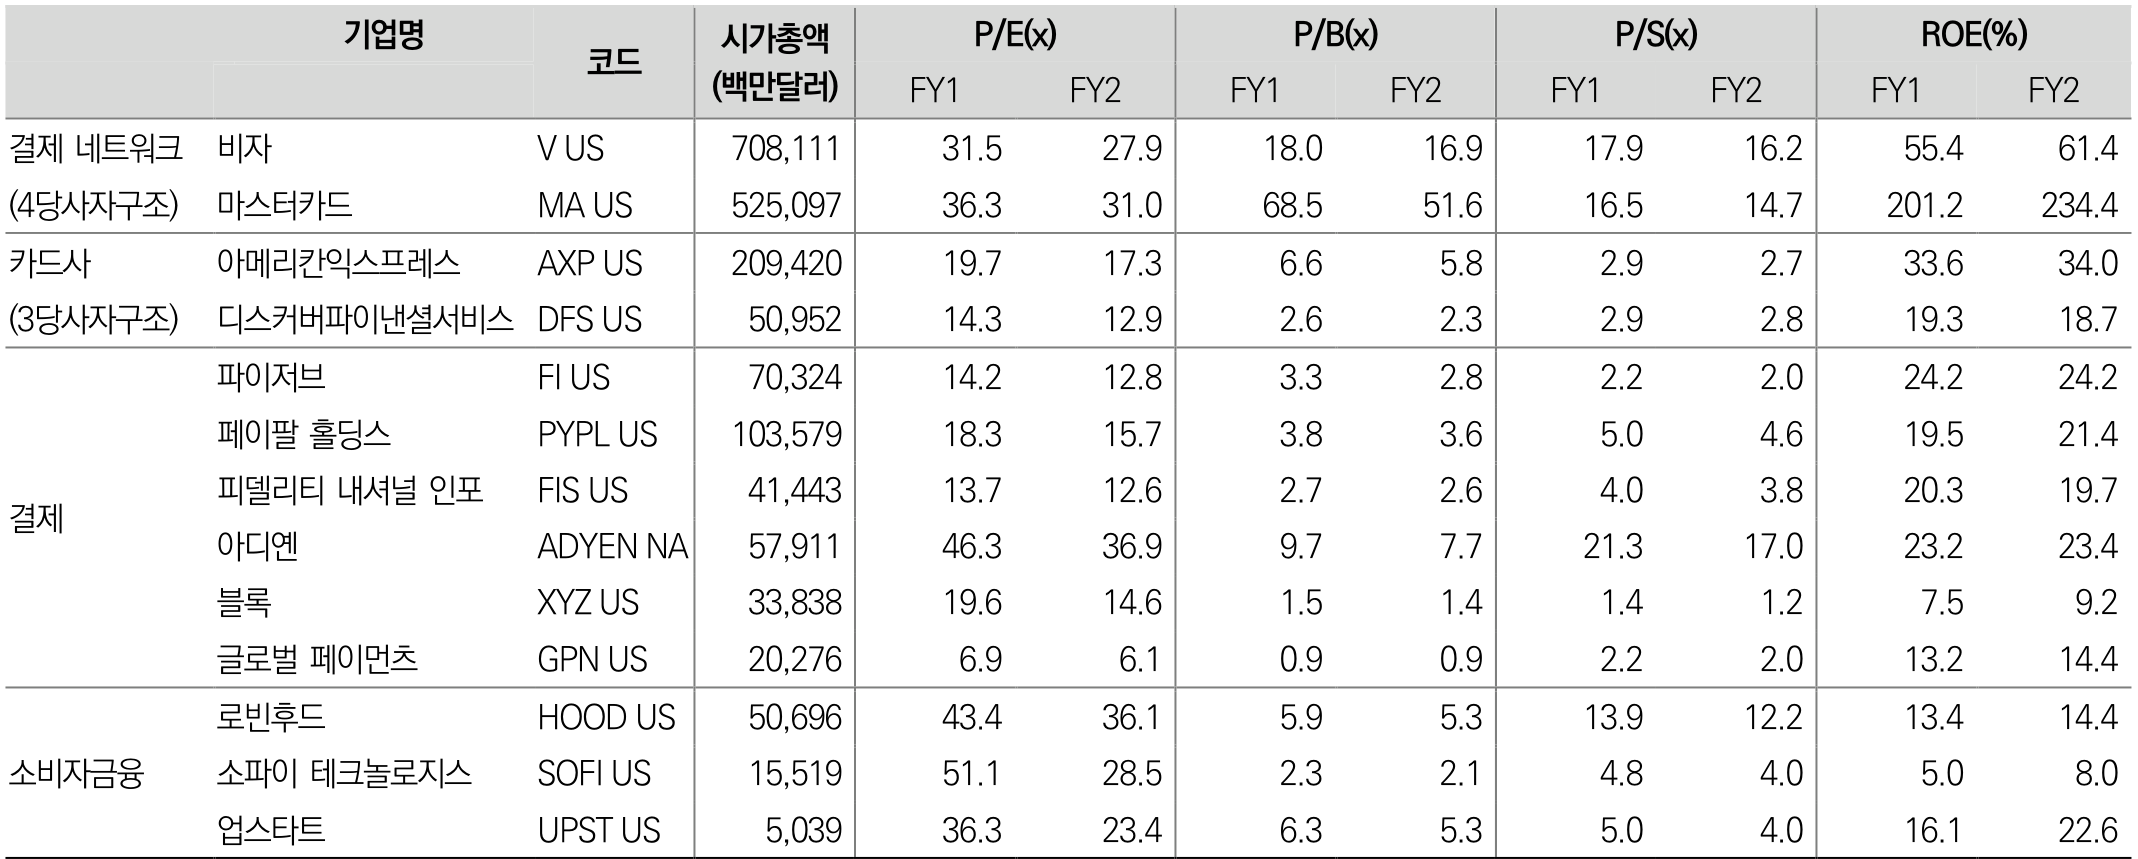 기업명 코드 시가총액 (백만달러) P/E(x) P/B(x) P/S(x) ROE(%)
FY1 FY2 FY1 FY2 FY1 FY2 FY1 FY2
결제 네트워크 비자 V US 708,111 31.5 27.9 18.0 16.9 17.9 16.2 55.4 61.4
(4당사자구조) 마스터카드 MA US 525,097 36.3 31.0 68.5 51.6 16.5 14.7 201.2 234.4
카드사 아메리칸익스프레스 AXP US 209,420 19.7 17.3 6.6 5.8 2.9 2.7 33.6 34.0
(3당사자구조) 디스커버파이낸셜서비스 DFS US 50,952 14.3 12.9 2.6 2.3 2.9 2.8 19.3 18.7
결제 파이저브 FI US 70,324 14.2 12.8 3.3 2.8 2.2 2.0 24.2 24.2
페이팔 홀딩스 PYPL US 103,579 18.3 15.7 3.8 3.6 5.0 4.6 19.5 21.4
피델리티 내셔널 인포 FIS US 41,443 13.7 12.6 2.7 2.6 4.0 3.8 20.3 19.7
아디옌 ADYEN NA 57,911 46.3 36.9 9.7 7.7 21.3 17.0 23.2 23.4
블록 XYZ US 33,838 19.6 14.6 1.5 1.4 1.4 1.2 7.5 9.2
글로벌 페이먼츠 GPN US 20,276 6.9 6.1 0.9 0.9 2.2 2.0 13.2 14.4
로빈후드 HOOD US 50,696 43.4 36.1 5.9 5.3 13.9 12.2 13.4 14.4
소비자금융 소파이 테크놀로지스 SOFI US 15,519 51.1 28.5 2.3 2.1 4.8 4.0 5.0 8.0
업스타트 UPST US 5,039 36.3 23.4 6.3 5.3 5.0 4.0 16.1 22.6